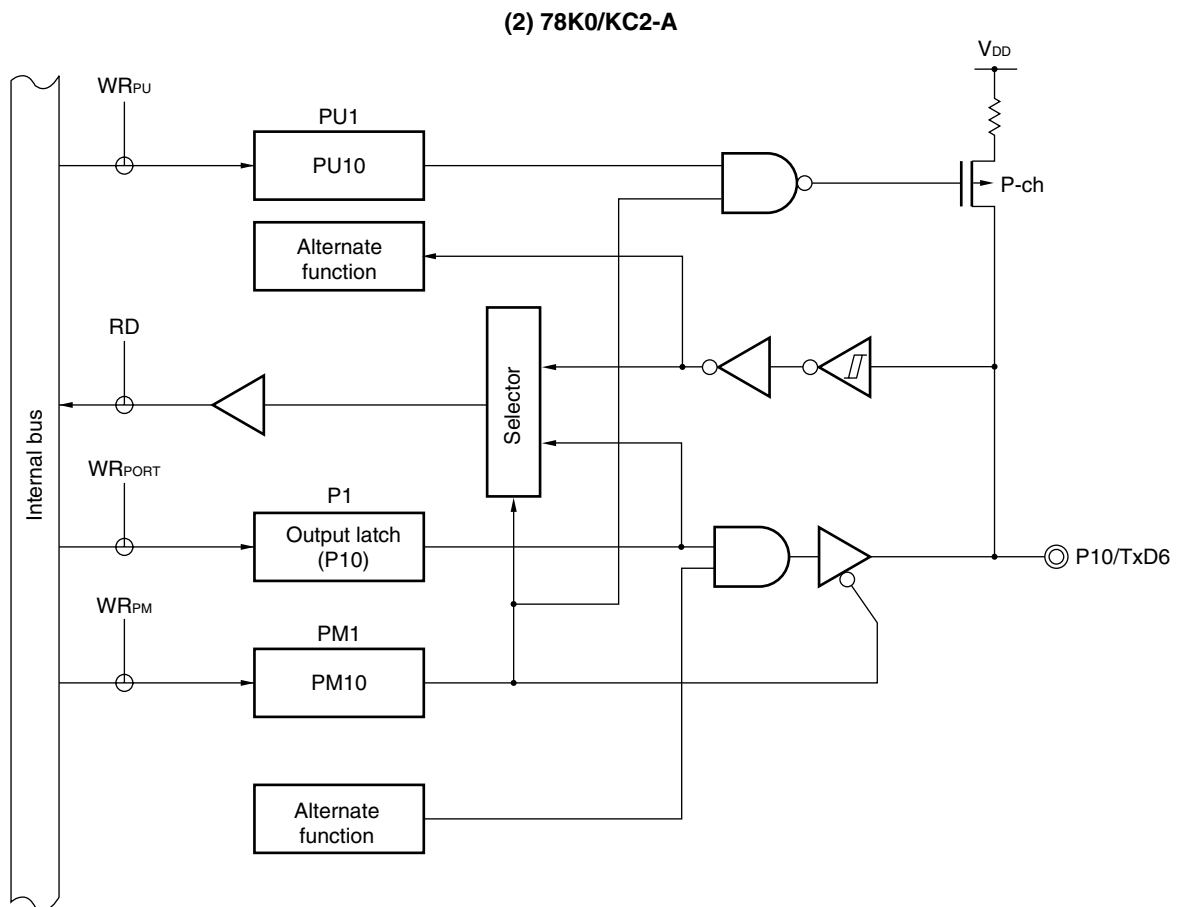 (2) 78K0/KC2-A
VDD
WRPU
PU1
PU10
P-ch
Alternate
function
RD
Selector
Internal bus
WRPORT
P1
Output latch
(P10)
P10/TxD6
WRPM
PM1
PM10
Alternate
function